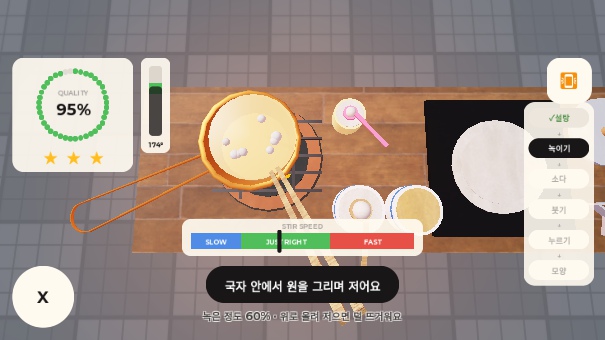 QUALITY
95%
174°
✓설탕
녹이기
소다
붓기
누르기
모양
STIR SPEED
SLOW
JUST RIGHT
FAST
X
국자 안에서 원을 그리며 저어요
녹은 정도 60% · 위로 올려 저으면 덜 뜨거워요